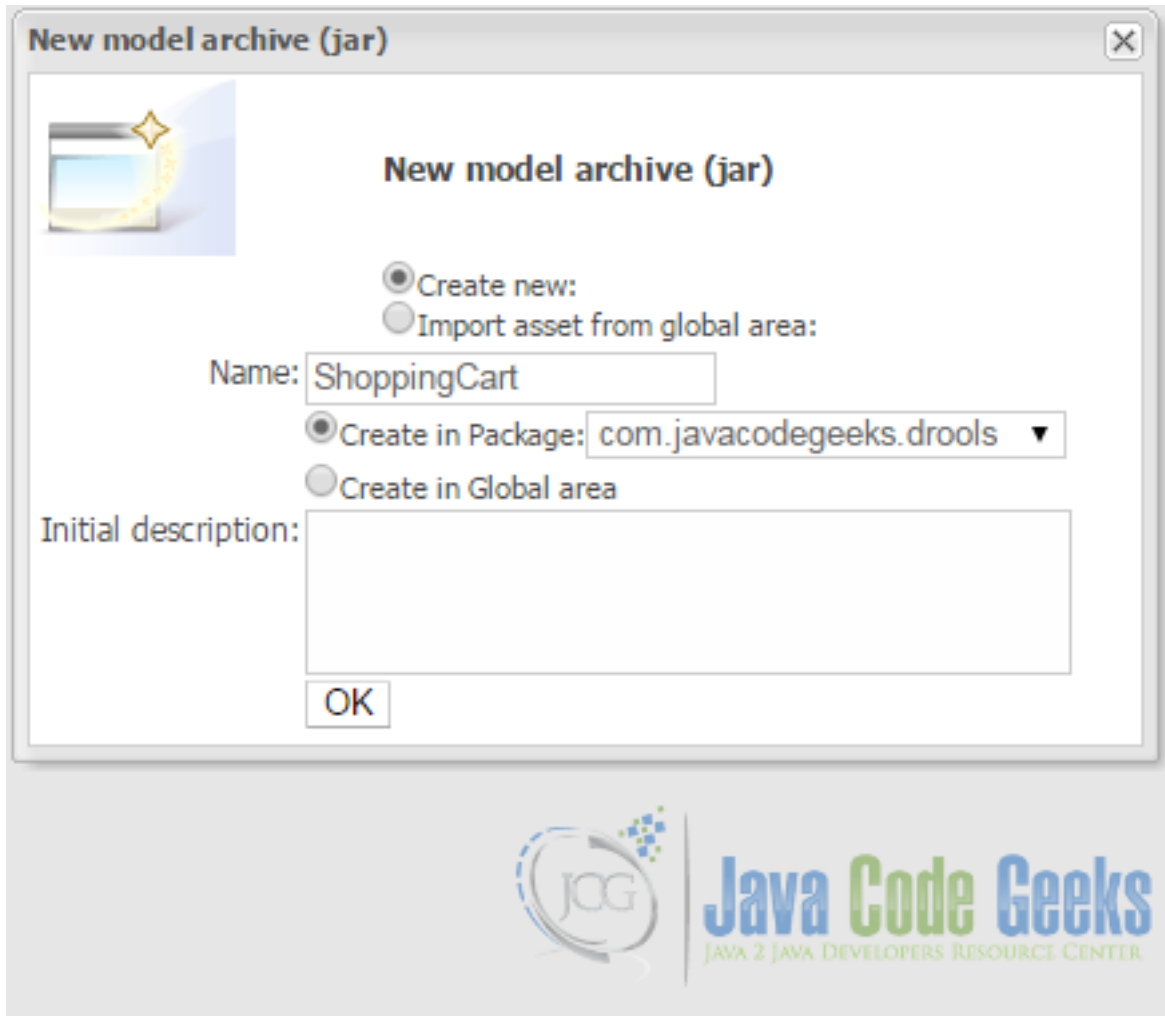 New model archive (jar)
New model archive (jar)
Create new:
Import asset from global area:
Name: ShoppingCart
Create in Package: com.javacodegeeks.drools
Create in Global area
Initial description:
OK
JCG
Java Code Geeks
JAVA 2 JAVA DEVELOPERS RESOURCE CENTER